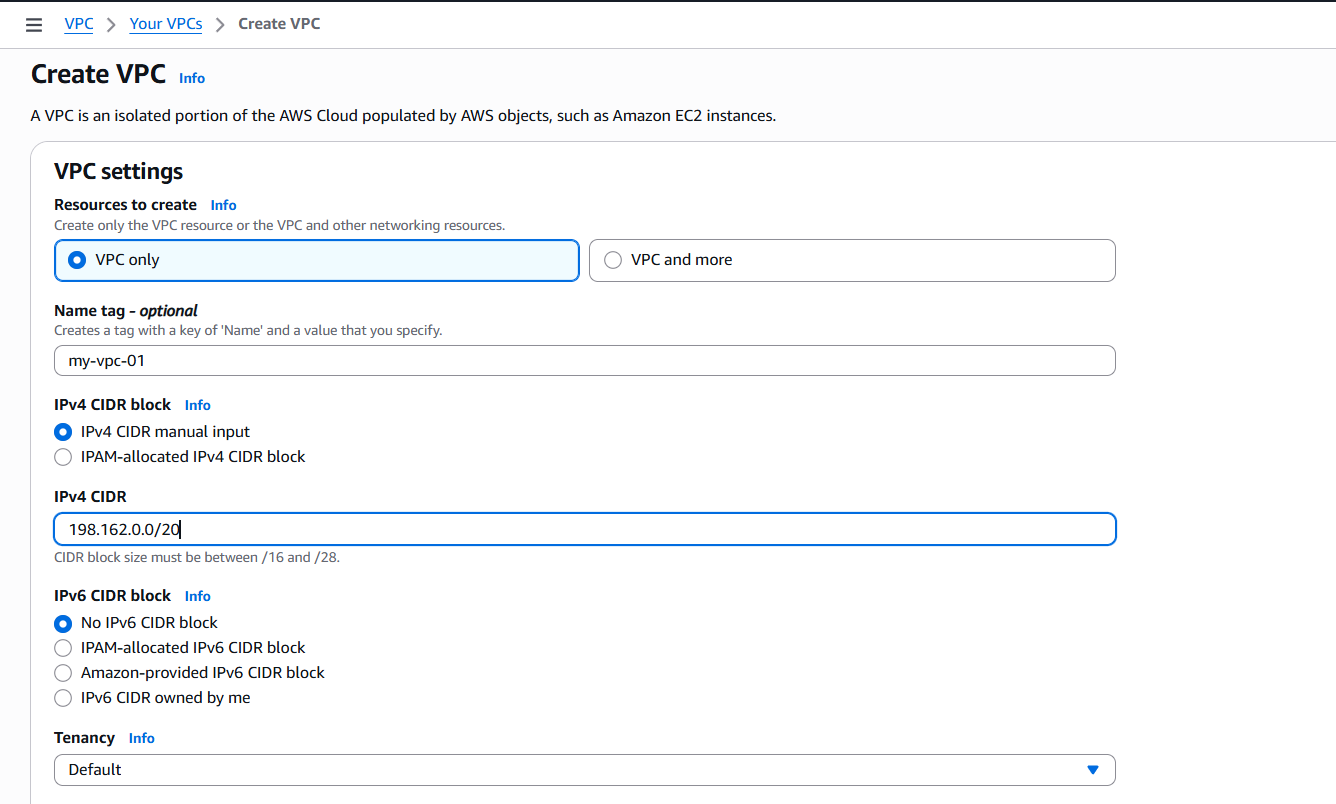 VPC > Your VPCs > Create VPC
Create VPC Info
A VPC is an isolated portion of the AWS Cloud populated by AWS objects, such as Amazon EC2 instances.
VPC settings
Resources to create Info
Create only the VPC resource or the VPC and other networking resources.
VPC only
VPC and more
Name tag - optional
Creates a tag with a key of 'Name' and a value that you specify.
my-vpc-01
IPv4 CIDR block Info
IPv4 CIDR manual input
IPAM-allocated IPv4 CIDR block
IPv4 CIDR
198.162.0.0/20
CIDR block size must be between /16 and /28.
IPv6 CIDR block Info
No IPv6 CIDR block
IPAM-allocated IPv6 CIDR block
Amazon-provided IPv6 CIDR block
IPv6 CIDR owned by me
Tenancy Info
Default